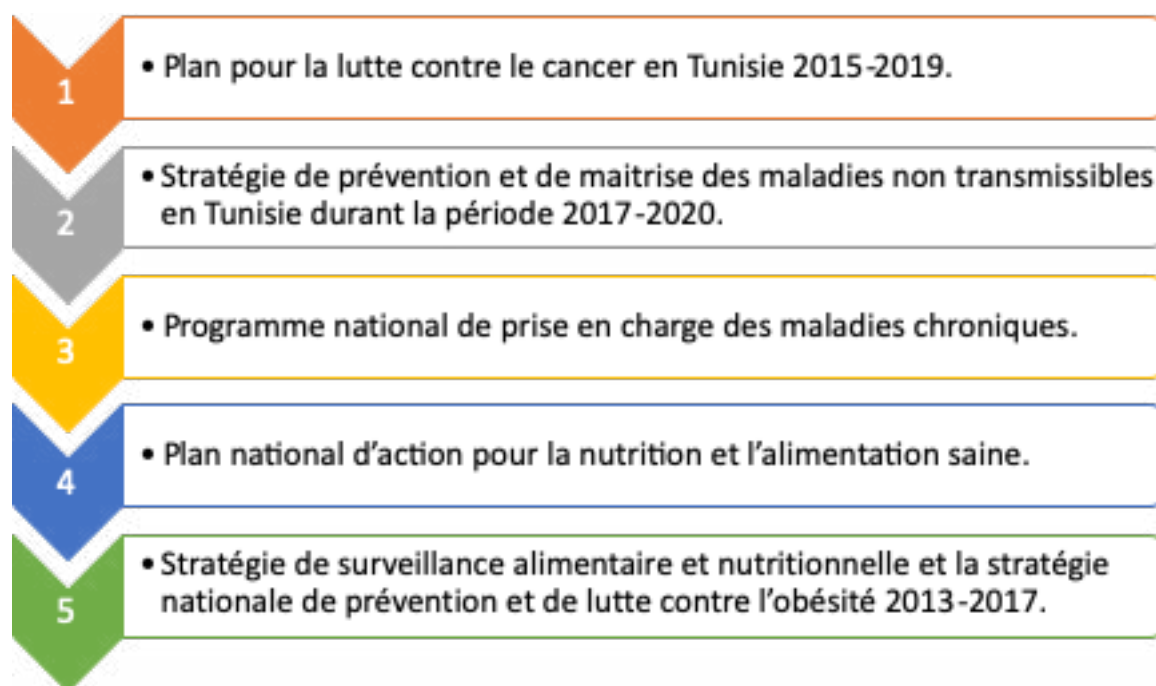 1
• Plan pour la lutte contre le cancer en Tunisie 2015-2019.
2
• Stratégie de prévention et de maitrise des maladies non transmissibles
en Tunisie durant la période 2017-2020.
3
• Programme national de prise en charge des maladies chroniques.
4
• Plan national d’action pour la nutrition et l’alimentation saine.
5
• Stratégie de surveillance alimentaire et nutritionnelle et la stratégie
nationale de prévention et de lutte contre l’obésité 2013-2017.